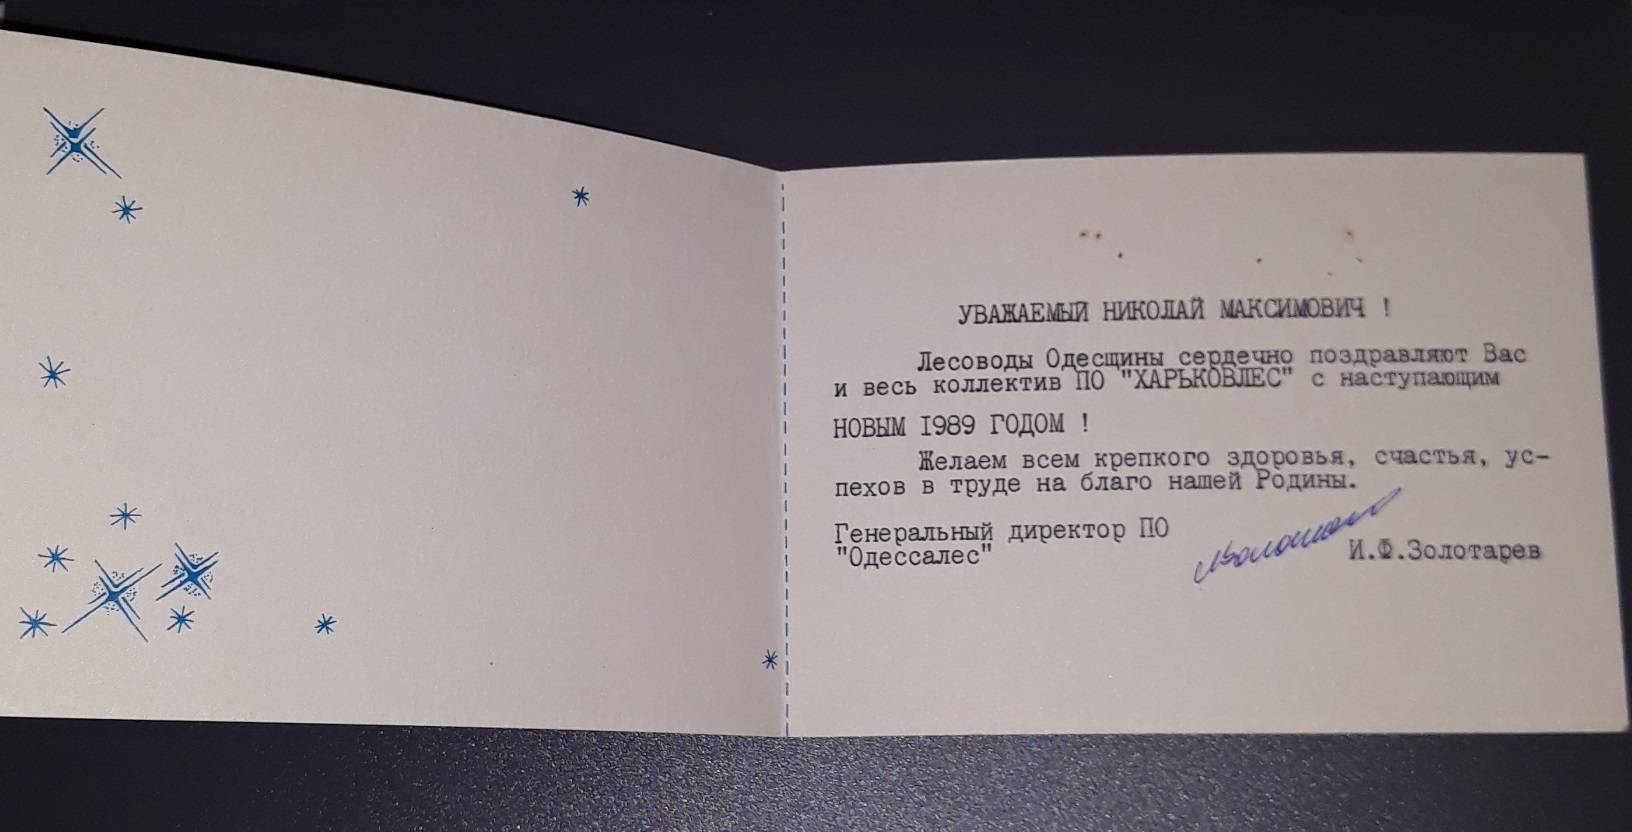 УВАЖАЕМЫЙ НИКОЛАЙ МАКСИМОВИЧ !
Лесоводы Одесщины сердечно поздравляют Вас
и весь коллектив ПО "ХАРЬКОВЛЕС" с наступающим
НОВЫМ I989 ГОДОМ !
Желаем всем крепкого здоровья, счастья, ус-
пехов в труде на благо нашей Родины.
Генеральный директор ПО
"Одессалес"
И.Ф.Золотарев